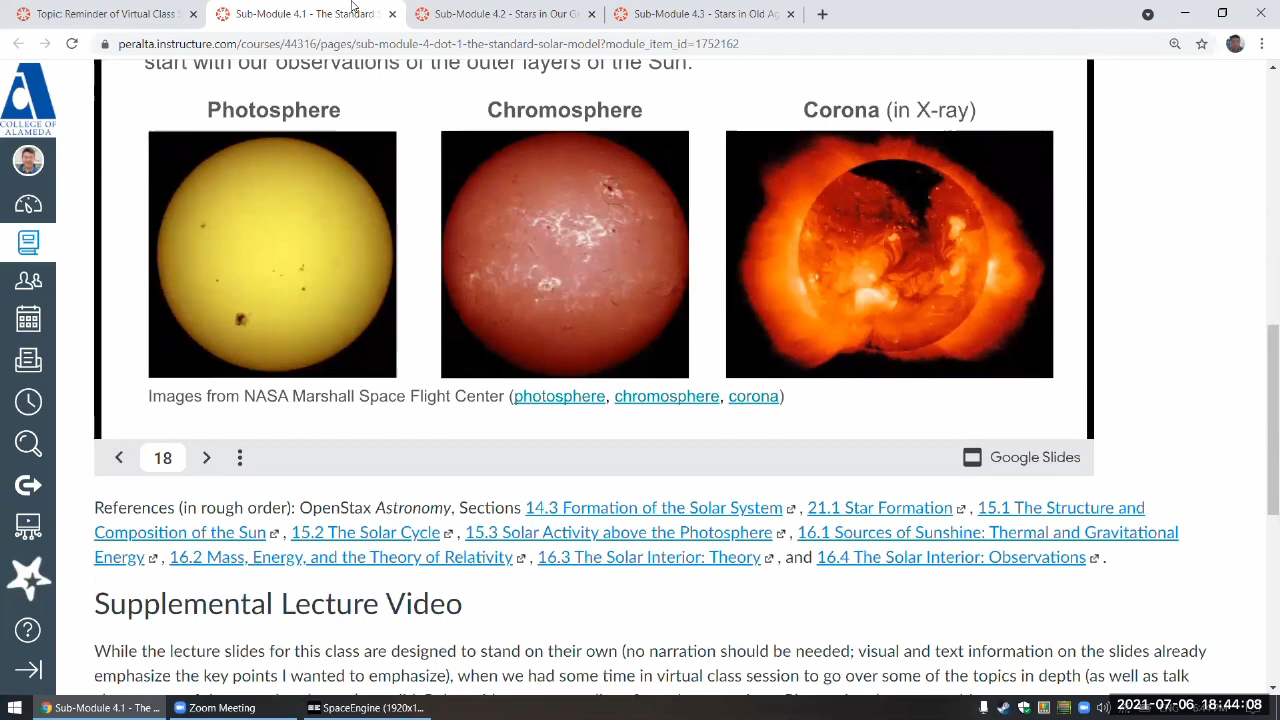 Topic: Reminder of Virtual Class S
Sub-Module 4.1 - The Standard S
Sub-Module 4.2 - Stars in Our Ga
Sub-Module 4.3 - Stars in Old Ag
peralta.instructure.com/courses/44316/pages/sub-module-4-dot-1-the-standard-solar-model?module_item_id=1752162
COLLEGE OF
ALAMEDA
start with our observations of the outer layers of the Sun.
Photosphere
Chromosphere
Corona (in X-ray)
Images from NASA Marshall Space Flight Center (photosphere, chromosphere, corona)
18
Google Slides
References (in rough order): OpenStax Astronomy, Sections 14.3 Formation of the Solar System , 21.1 Star Formation , 15.1 The Structure and
Composition of the Sun , 15.2 The Solar Cycle , 15.3 Solar Activity above the Photosphere , 16.1 Sources of Sunshine: Thermal and Gravitational
Energy , 16.2 Mass, Energy, and the Theory of Relativity , 16.3 The Solar Interior: Theory , and 16.4 The Solar Interior: Observations .
Supplemental Lecture Video
While the lecture slides for this class are designed to stand on their own (no narration should be needed; visual and text information on the slides already
emphasize the key points I wanted to emphasize), when we had some time in virtual class session to go over some of the topics in depth (as well as talk
Sub-Module 4.1 - The ...
Zoom Meeting
SpaceEngine (1920x1...
2021-07-06 18:44:08